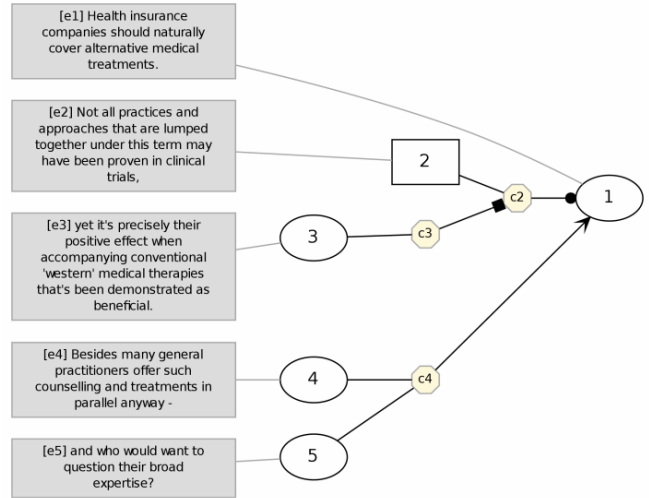 [e1] Health insurance
companies should naturally
cover alternative medical
treatments.
[e2] Not all practices and
approaches that are lumped
together under this term may
have been proven in clinical
trials,
2
c2
1
[e3] yet it's precisely their
positive effect when
accompanying conventional
'western' medical therapies
that's been demonstrated as
beneficial.
3
c3
[e4] Besides many general
practitioners offer such
counselling and treatments in
parallel anyway -
4
c4
[e5] and who would want to
question their broad
expertise?
5